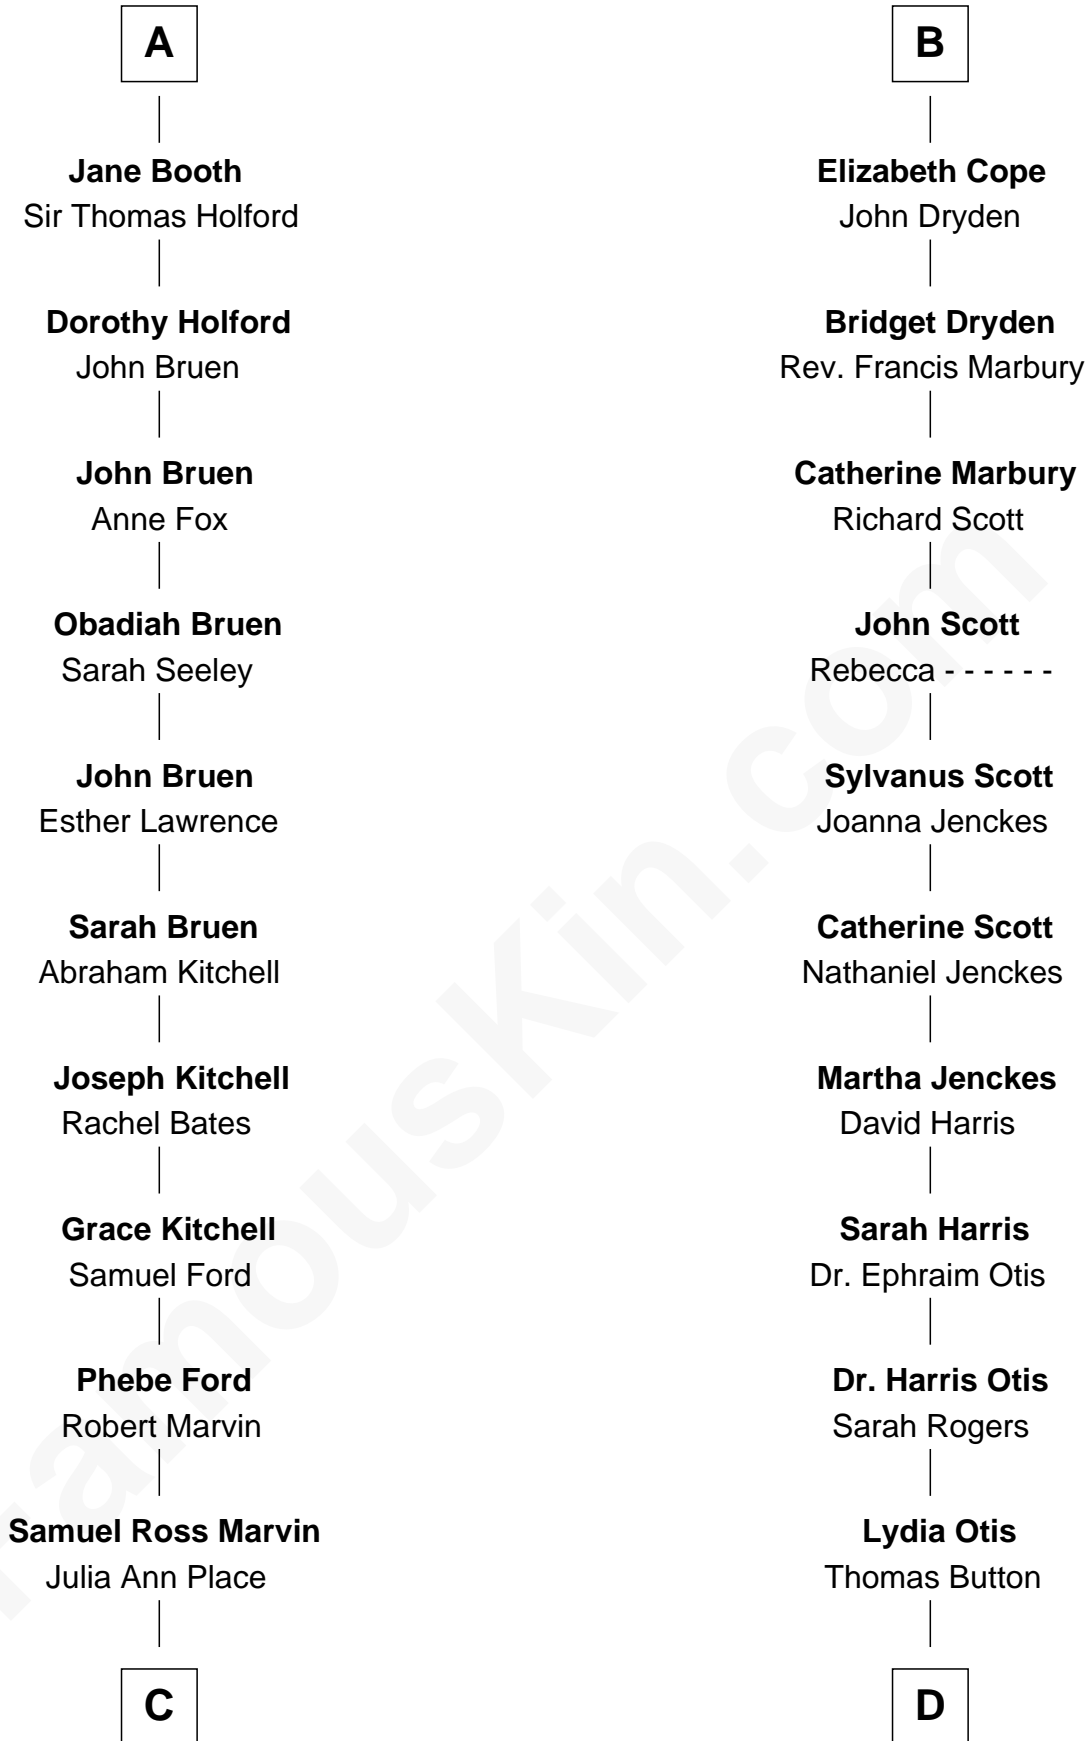 A
Jane Booth
Sir Thomas Holford
Dorothy Holford
John Bruen
John Bruen
Anne Fox
Obadiah Bruen
Sarah Seeley
John Bruen
Esther Lawrence
Sarah Bruen
Abraham Kitchell
Joseph Kitchell
Rachel Bates
Grace Kitchell
Samuel Ford
Phebe Ford
Robert Marvin
Samuel Ross Marvin
Julia Ann Place
C
B
Elizabeth Cope
John Dryden
Bridget Dryden
Rev. Francis Marbury
Catherine Marbury
Richard Scott
John Scott
Rebecca - - - - - -
Sylvanus Scott
Joanna Jenckes
Catherine Scott
Nathaniel Jenckes
Martha Jenckes
David Harris
Sarah Harris
Dr. Ephraim Otis
Dr. Harris Otis
Sarah Rogers
Lydia Otis
Thomas Button
D
FamousKin.com